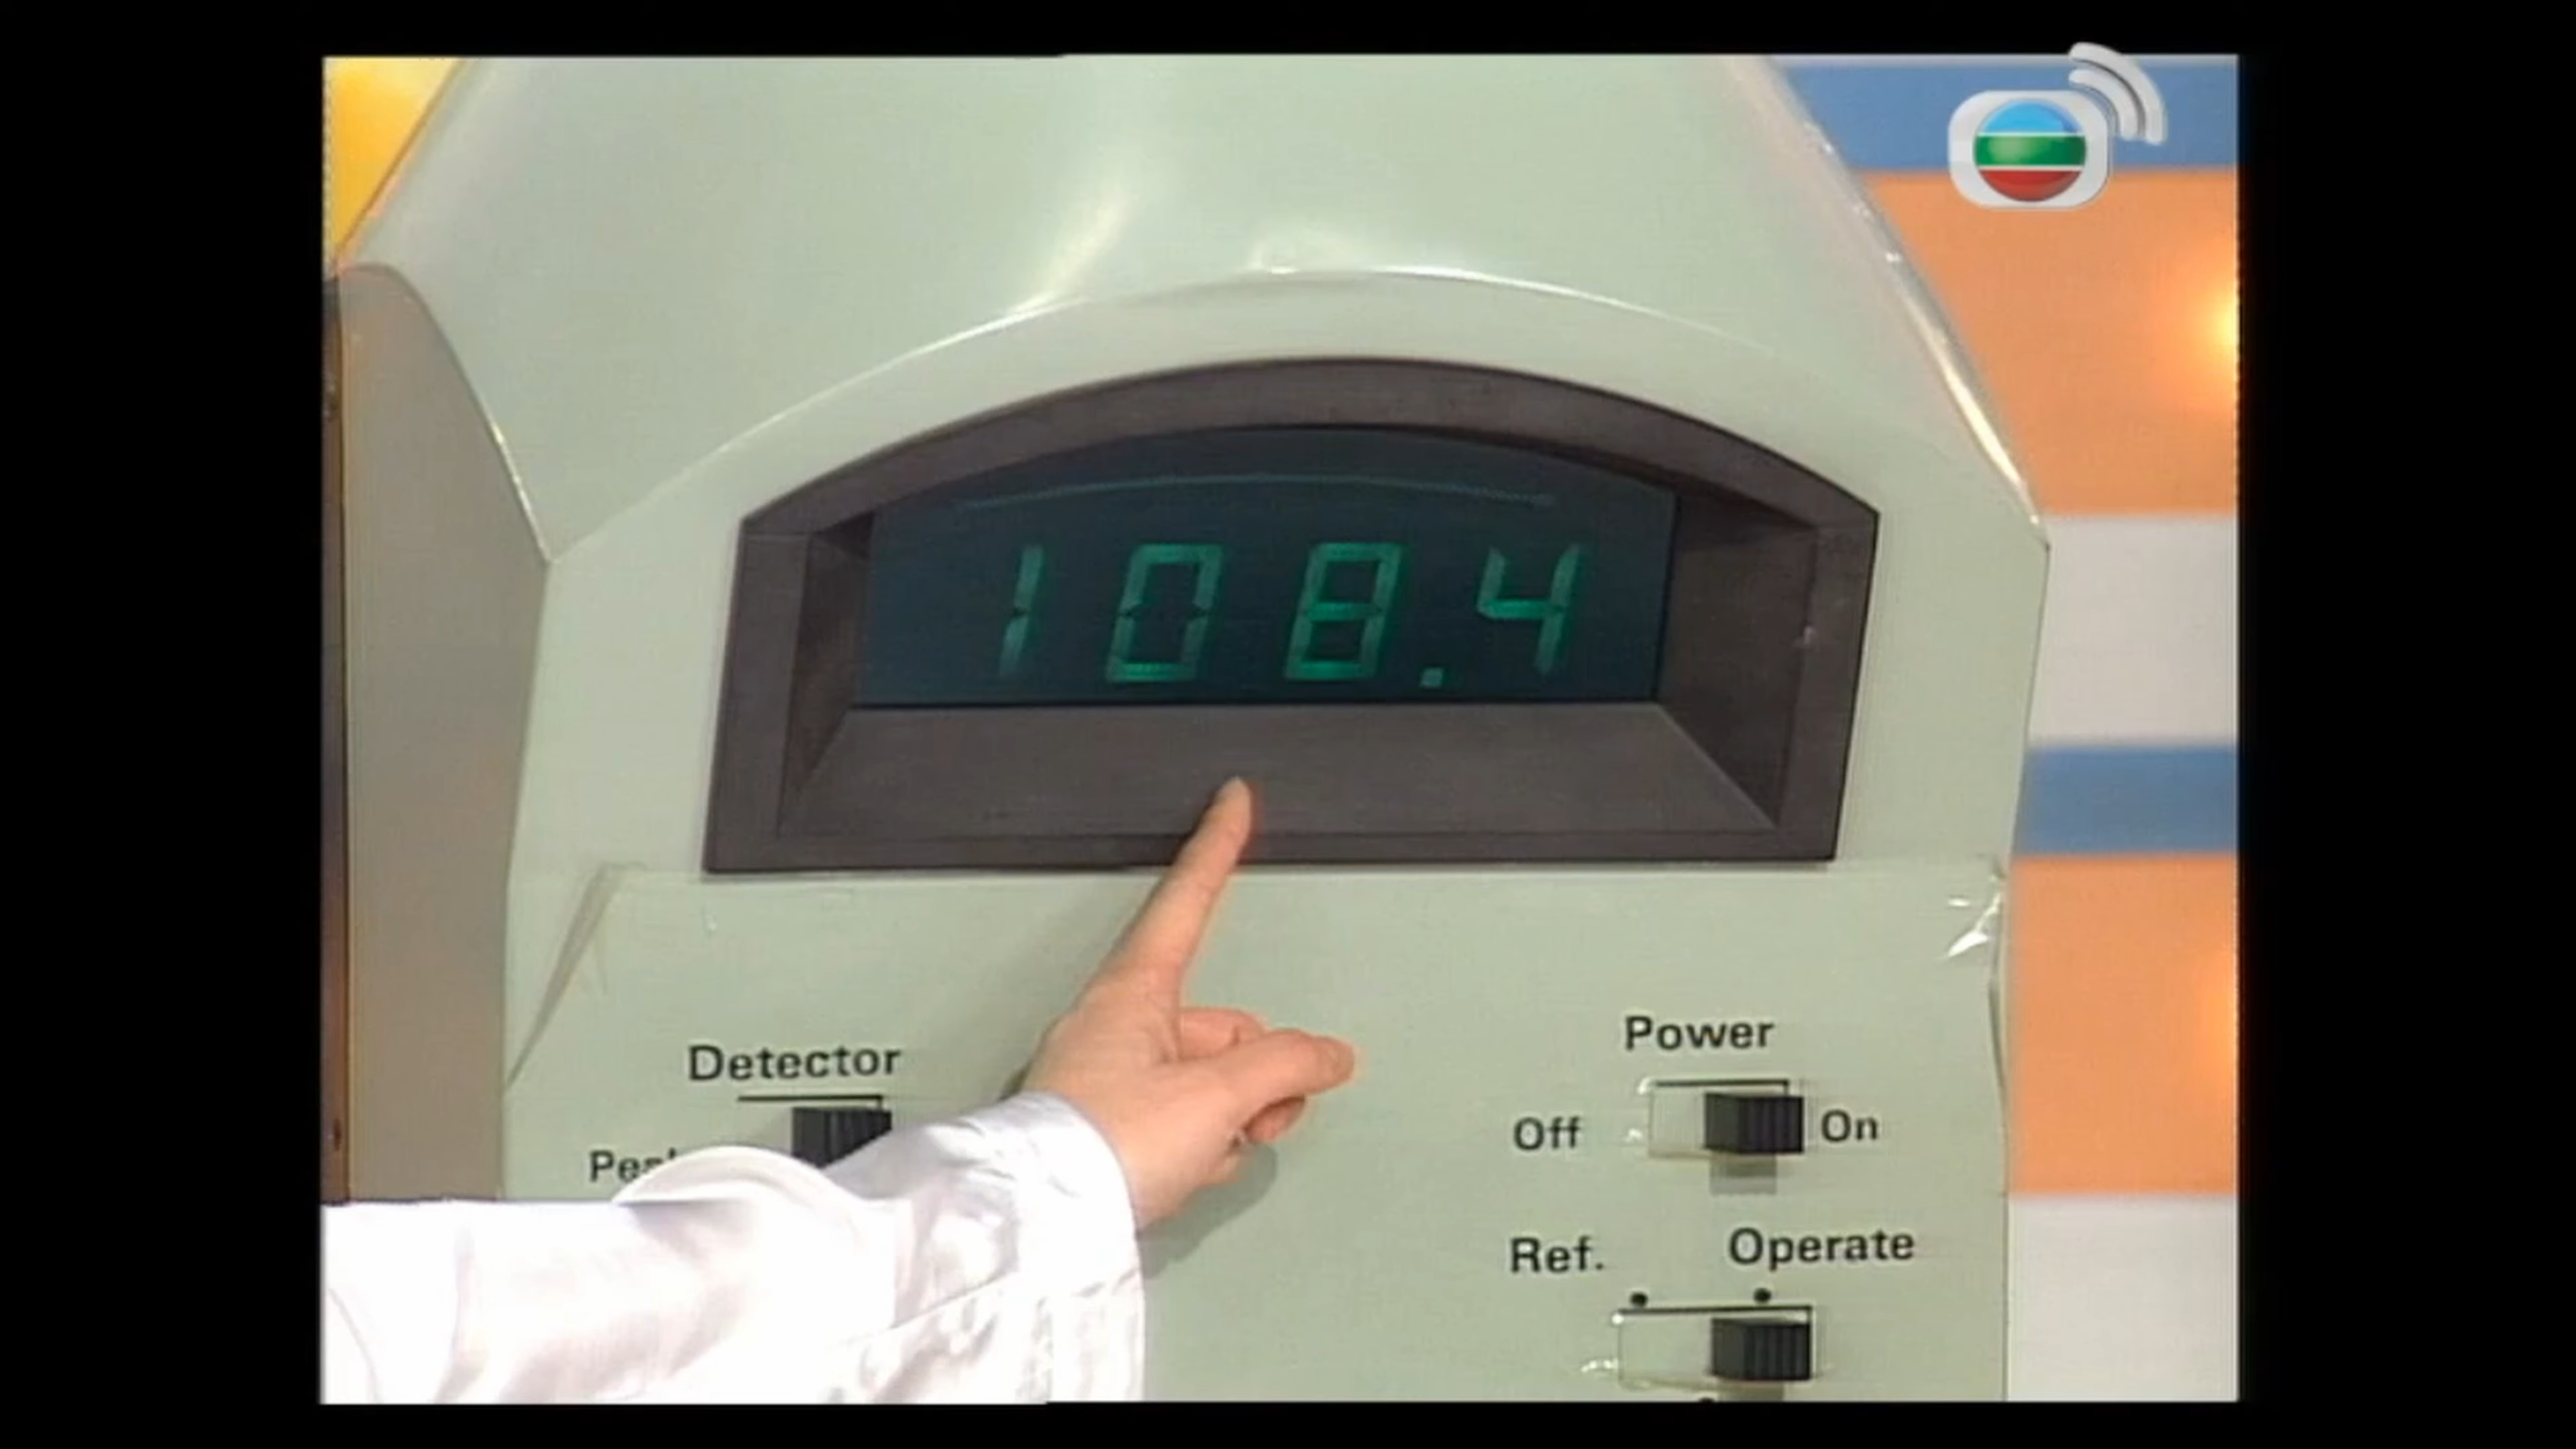 108.4
Detector
Power
Off
On
Ref.
Operate